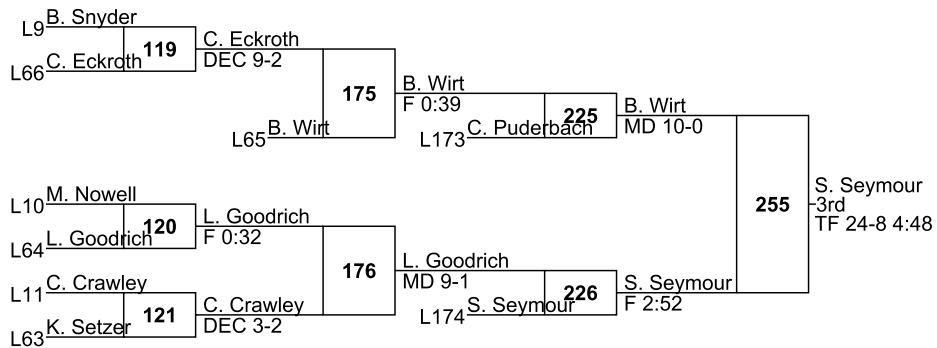 B. Snyder
L9
119
C. Eckroth
L66
C. Eckroth
DEC 9-2
175
B. Wirt
L65
B. Wirt
F 0:39
225
C. Puderbach
L173
B. Wirt
MD 10-0
M. Nowell
L10
120
L. Goodrich
L64
L. Goodrich
F 0:32
C. Crawley
L11
121
K. Setzer
L63
C. Crawley
DEC 3-2
176
L. Goodrich
MD 9-1
226
S. Seymour
L174
S. Seymour
F 2:52
255
S. Seymour
3rd
TF 24-8 4:48